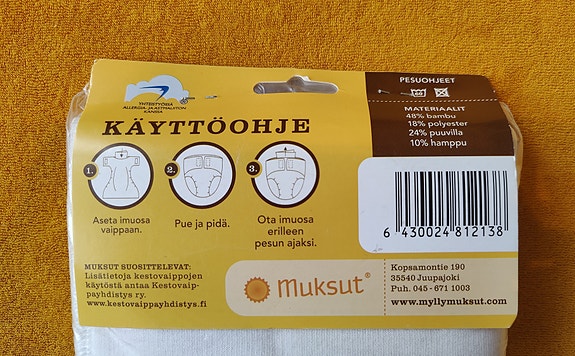 YHTEISTYÖSSÄ
ALLERGIA- JA ASTMALIITON
KANSSA
KÄYTTÖOHJE
1.
2.
3.
Aseta imuosa
vaippaan.
Pue ja pidä.
Ota imuosa
erilleen
pesun ajaksi.
MUKSUT SUOSITTELEVAT:
Lisätietoja kestovaippojen
käytöstä antaa Kestovaip-
payhdistys ry.
www.kestovaippayhdistys.fi
Muksut®
PESUOHJEET
MATERIAALIT
48% bambu
18% polyester
24% puuvilla
10% hamppu
6 430024 812138
Kopsamontie 190
35540 Juupajoki
Puh. 045 - 671 1003
www.myllymuksut.com